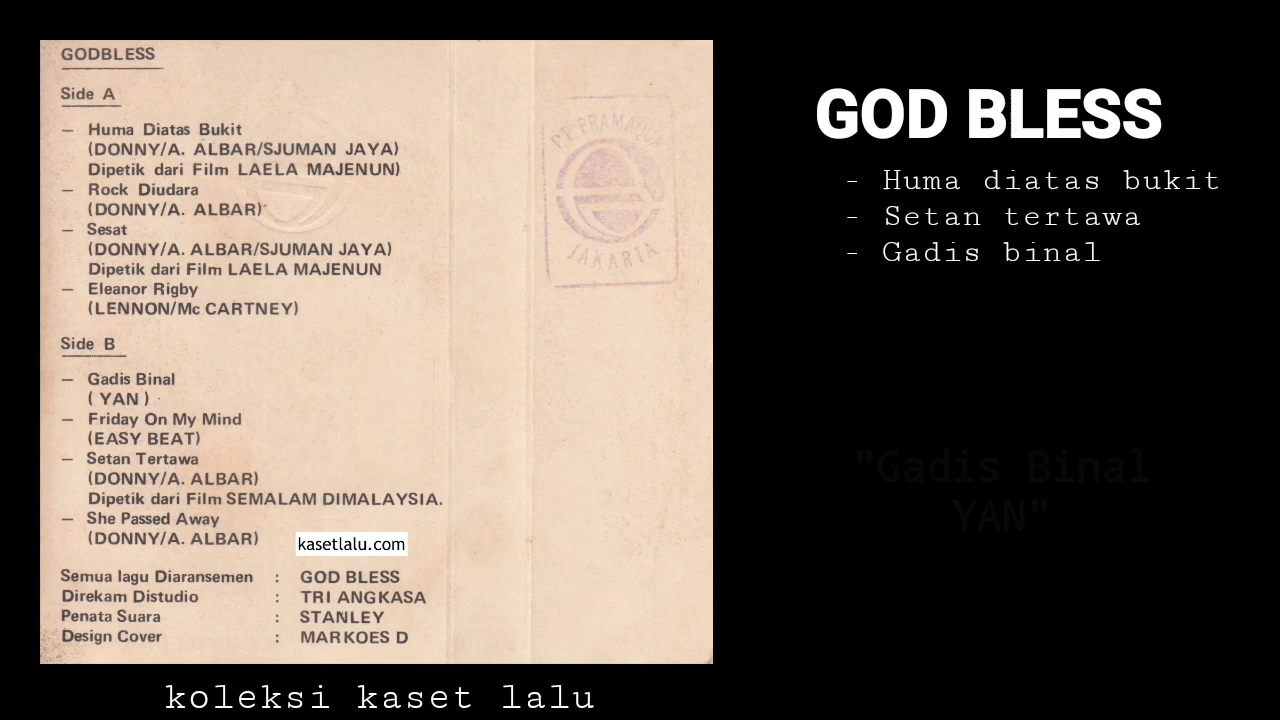 GODBLESS
Side A
— Huma Diatas Bukit
(DONNY/A. ALBAR/SJUMAN JAYA)
Dipetik dari Film LAELA MAJENUN)
— Rock Diudara
(DONNY/A. ALBAR)
— Sesat
(DONNY/A. ALBAR/SJUMAN JAYA)
Dipetik dari Film LAELA MAJENUN
— Eleanor Rigby
(LENNON/Mc CARTNEY)
Side B
— Gadis Binal
( YAN )
— Friday On My Mind
(EASY BEAT)
— Setan Tertawa
(DONNY/A. ALBAR)
Dipetik dari Film SEMALAM DIMALAYSIA.
— She Passed Away
(DONNY/A. ALBAR)
kasetlalu.com
Semua lagu Diaransemen : GOD BLESS
Direkam Distudio : TRI ANGKASA
Penata Suara : STANLEY
Design Cover : MARKOES D
PT
JAKARTA
koleksi kaset lalu
GOD BLESS
- Huma diatas bukit
- Setan tertawa
- Gadis binal
"Gadis Binal
YAN"